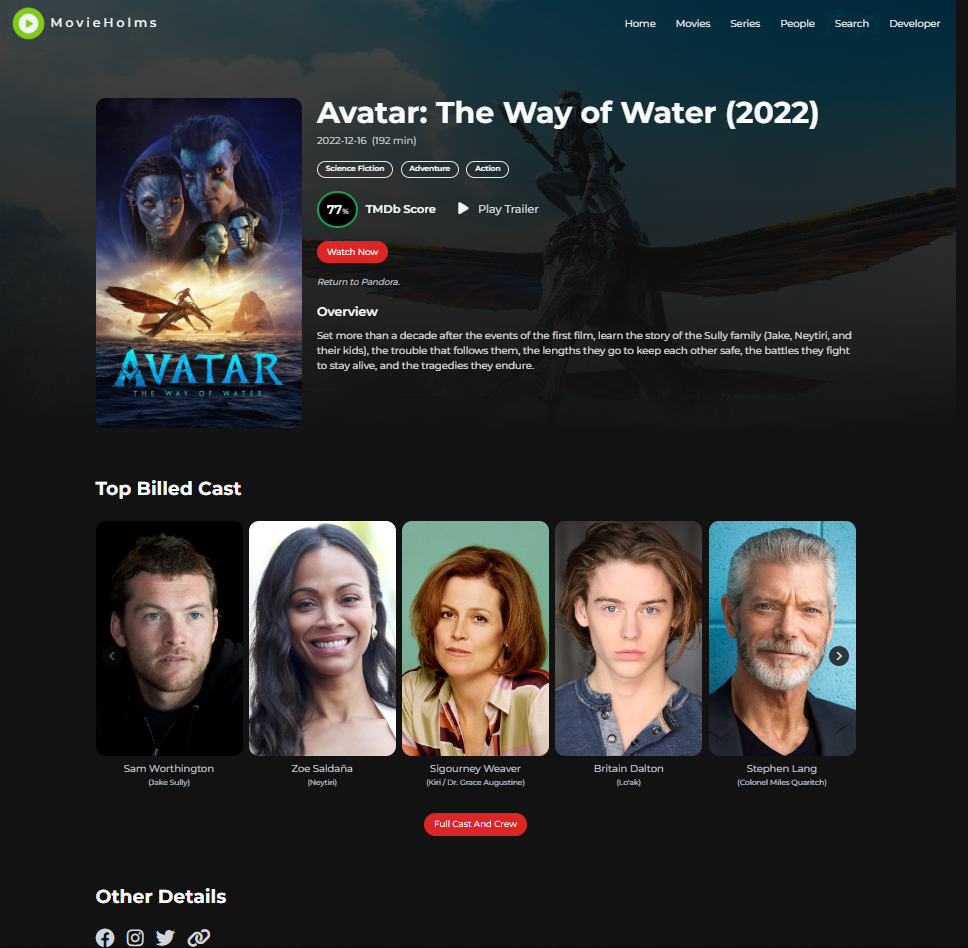 MovieHolms
Home Movies Series People Search Developer
Avatar: The Way of Water (2022)
2022-12-16 (192 min)
Science Fiction Adventure Action
77% TMDb Score Play Trailer
Watch Now
Return to Pandora.
Overview
Set more than a decade after the events of the first film, learn the story of the Sully family (Jake, Neytiri, and
their kids), the trouble that follows them, the lengths they go to keep each other safe, the battles they fight
to stay alive, and the tragedies they endure.
AVATAR
THE WAY OF WATER
Top Billed Cast
Sam Worthington Zoe Saldaña Sigourney Weaver Britain Dalton Stephen Lang
(Jake Sully) (Neytiri) (Kiri / Dr. Grace Augustine) (Lo'ak) (Colonel Miles Quaritch)
Full Cast And Crew
Other Details